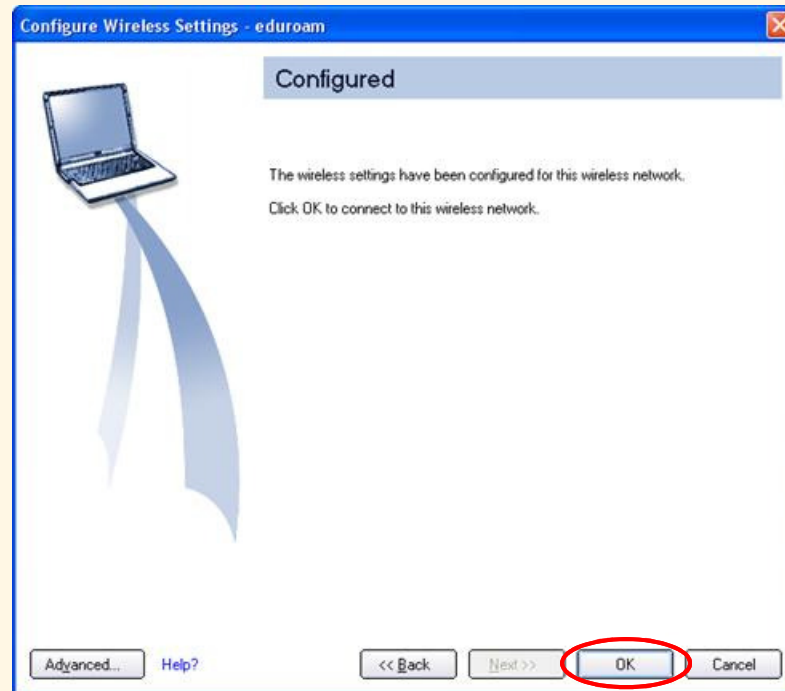 Configure Wireless Settings - eduroam
Configured
The wireless settings have been configured for this wireless network.
Click OK to connect to this wireless network.
Advanced... Help? << Back Next >> OK Cancel